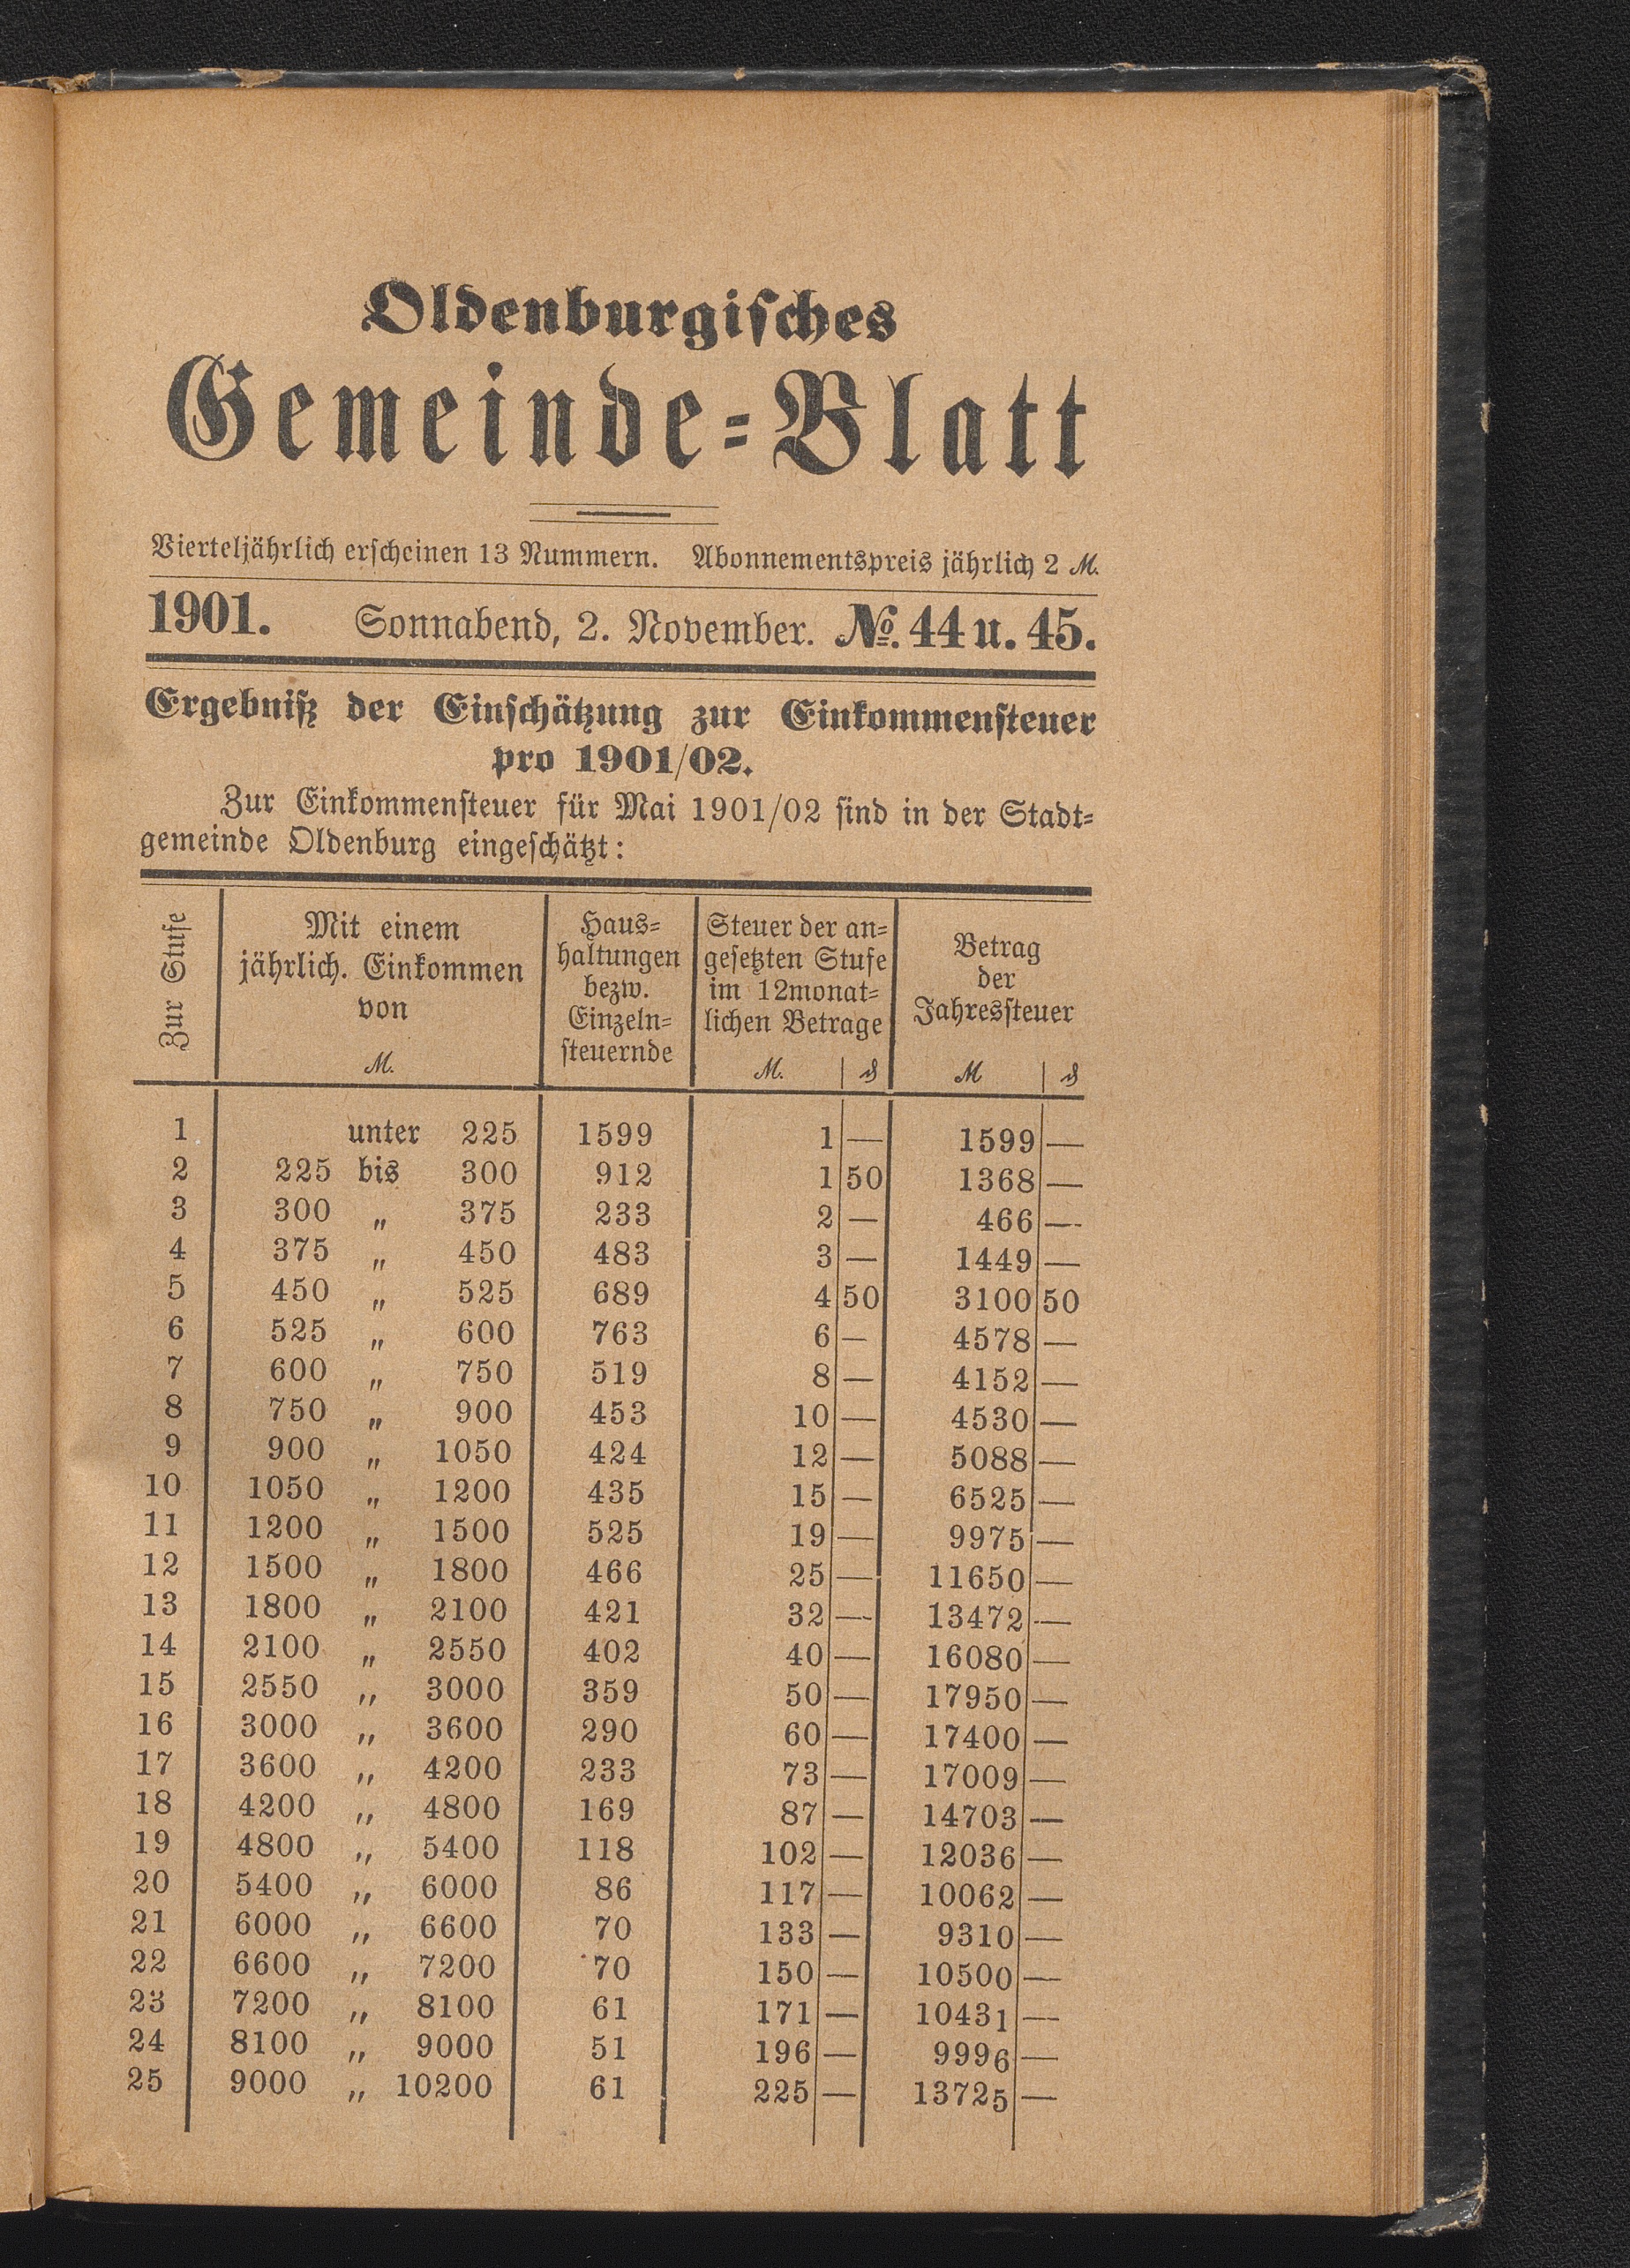 Oldenburgisches
Gemeinde-Blatt
Vierteljährlich erscheinen 13 Nummern. Abonnementspreis jährlich 2 M.
1901. Sonnabend, 2. November. №. 44 u. 45.
Ergebniß der Einschätzung zur Einkommensteuer
pro 1901/02.
Zur Einkommensteuer für Mai 1901/02 sind in der Stadt-
gemeinde Oldenburg eingeschätzt:
Zur Stufe
Mit einem
jährlich. Einkommen
von
M.
Haus-
haltungen
bezw.
Einzeln-
steuernde
Steuer der an-
gesetzten Stufe
im 12monat-
lichen Betrage
M. | ₰
Betrag
der
Jahressteuer
M | ₰
1 unter 225 1599 1 — 1599 —
2 225 bis 300 912 1 50 1368 —
3 300 „ 375 233 2 — 466 —
4 375 „ 450 483 3 — 1449 —
5 450 „ 525 689 4 50 3100 50
6 525 „ 600 763 6 — 4578 —
7 600 „ 750 519 8 — 4152 —
8 750 „ 900 453 10 — 4530 —
9 900 „ 1050 424 12 — 5088 —
10 1050 „ 1200 435 15 — 6525 —
11 1200 „ 1500 525 19 — 9975 —
12 1500 „ 1800 466 25 — 11650 —
13 1800 „ 2100 421 32 — 13472 —
14 2100 „ 2550 402 40 — 16080 —
15 2550 „ 3000 359 50 — 17950 —
16 3000 „ 3600 290 60 — 17400 —
17 3600 „ 4200 233 73 — 17009 —
18 4200 „ 4800 169 87 — 14703 —
19 4800 „ 5400 118 102 — 12036 —
20 5400 „ 6000 86 117 — 10062 —
21 6000 „ 6600 70 133 — 9310 —
22 6600 „ 7200 70 150 — 10500 —
23 7200 „ 8100 61 171 — 10431 —
24 8100 „ 9000 51 196 — 9996 —
25 9000 „ 10200 61 225 — 13725 —